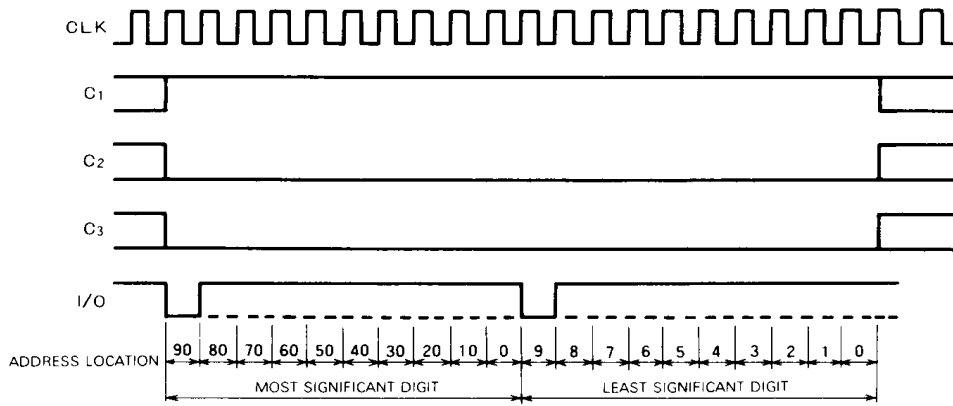 CLK
C1
C2
C3
I/O
ADDRESS LOCATION 90 80 70 60 50 40 30 20 10 0 9 8 7 6 5 4 3 2 1 0
MOST SIGNIFICANT DIGIT LEAST SIGNIFICANT DIGIT